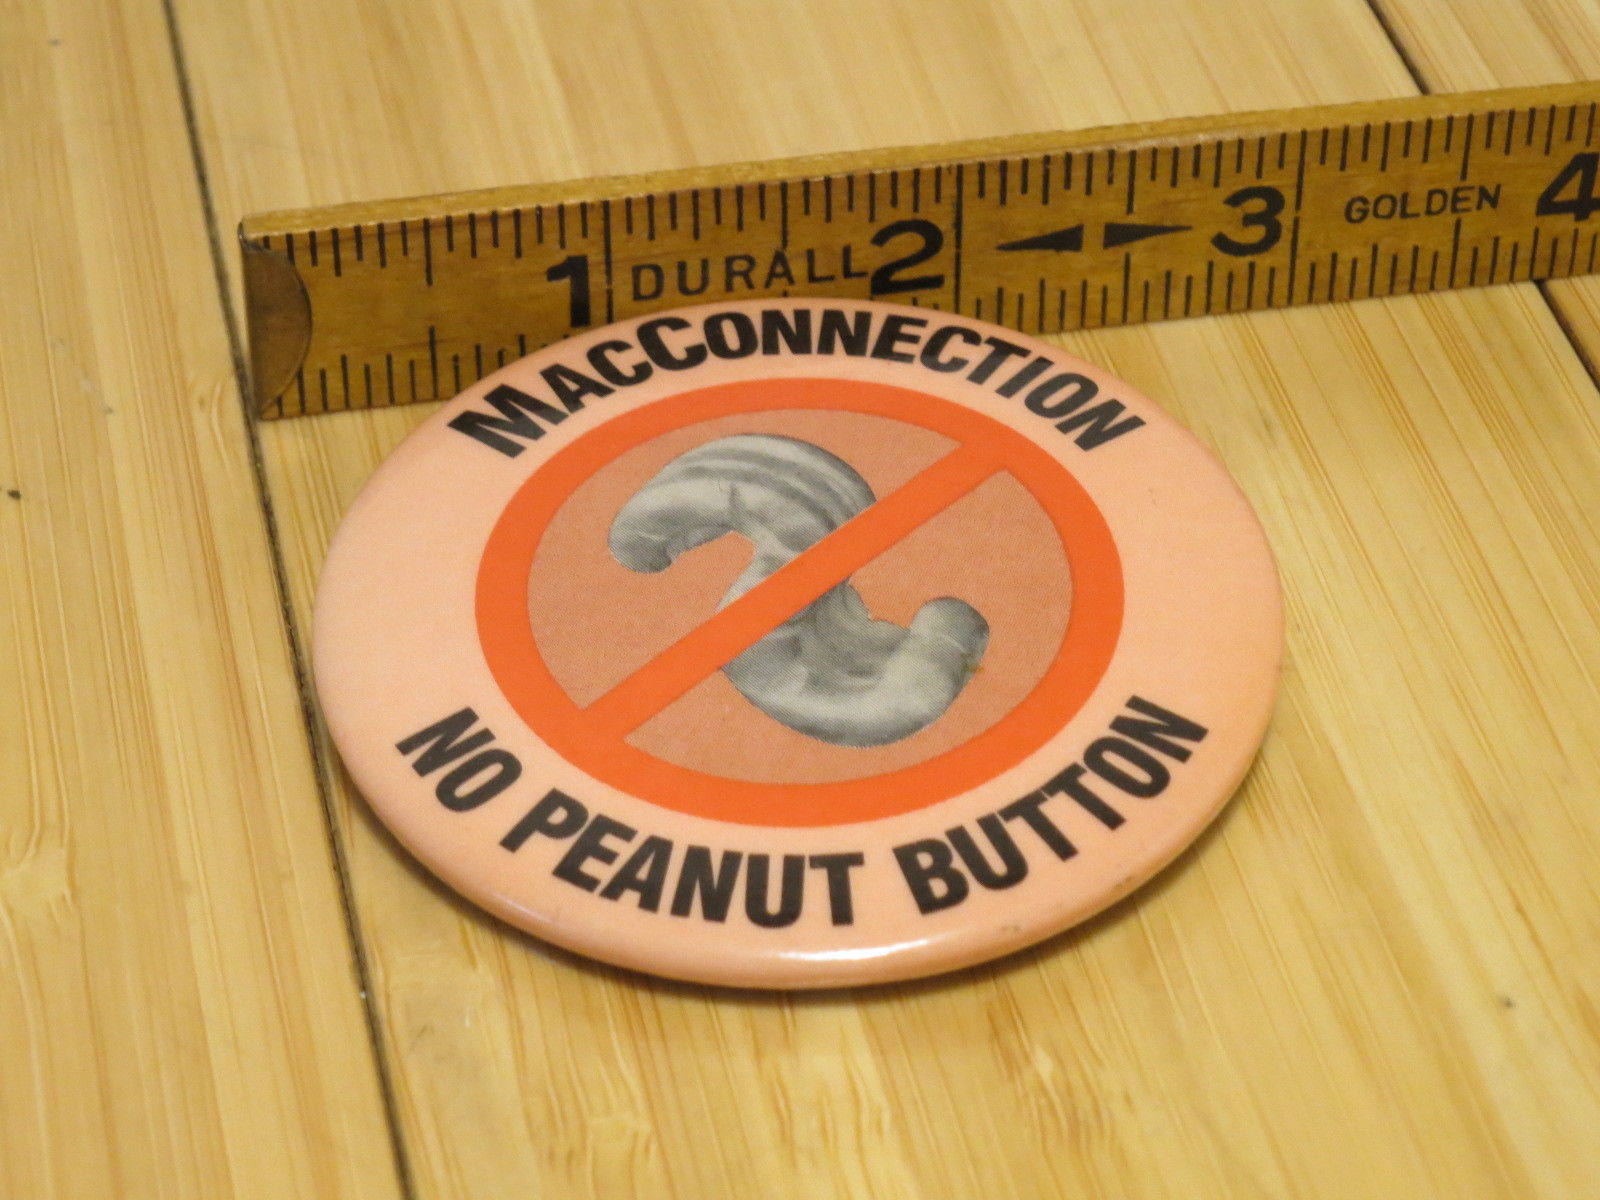 1 DURALL 2 3 GOLDEN 4
MACCONNECTION
NO PEANUT BUTTON